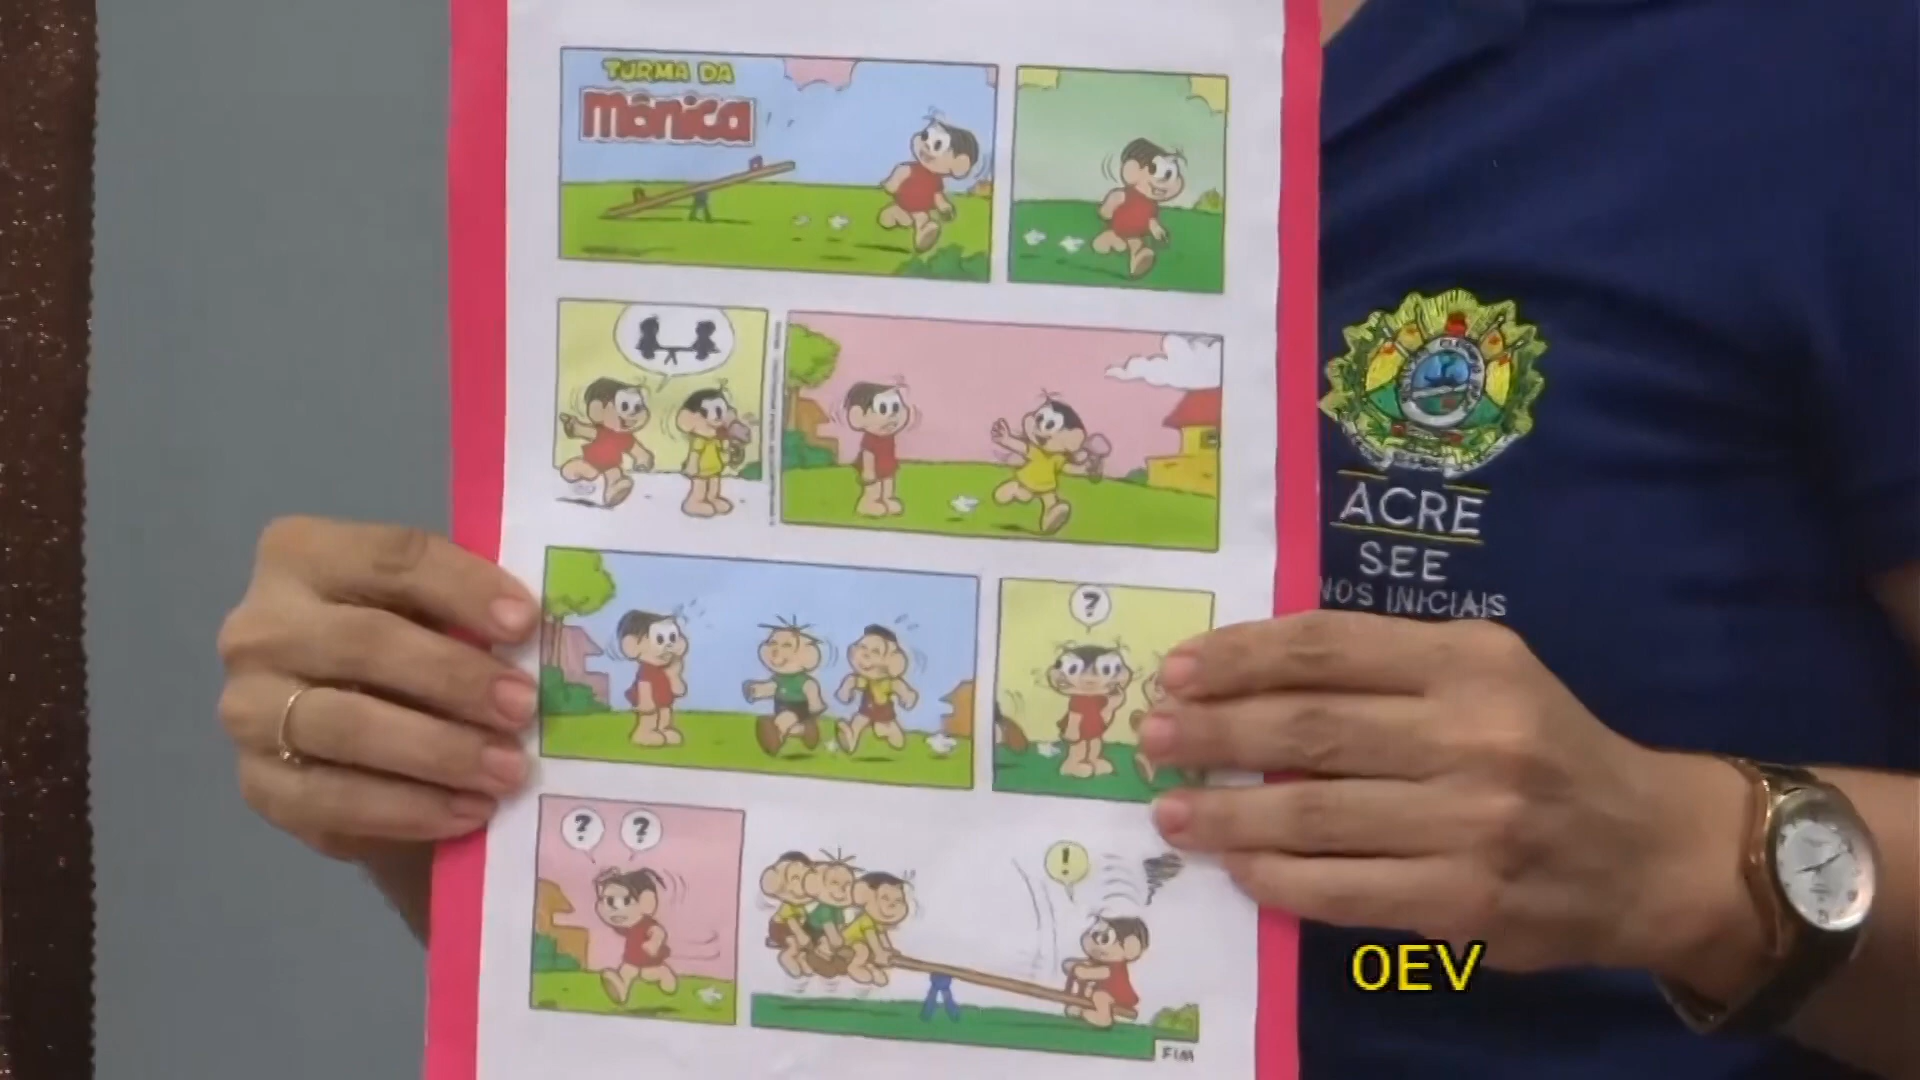 TURMA DA
Mônica
?
? ?
!
FIM
ACRE
SEE
NOS INICIAIS
OEV